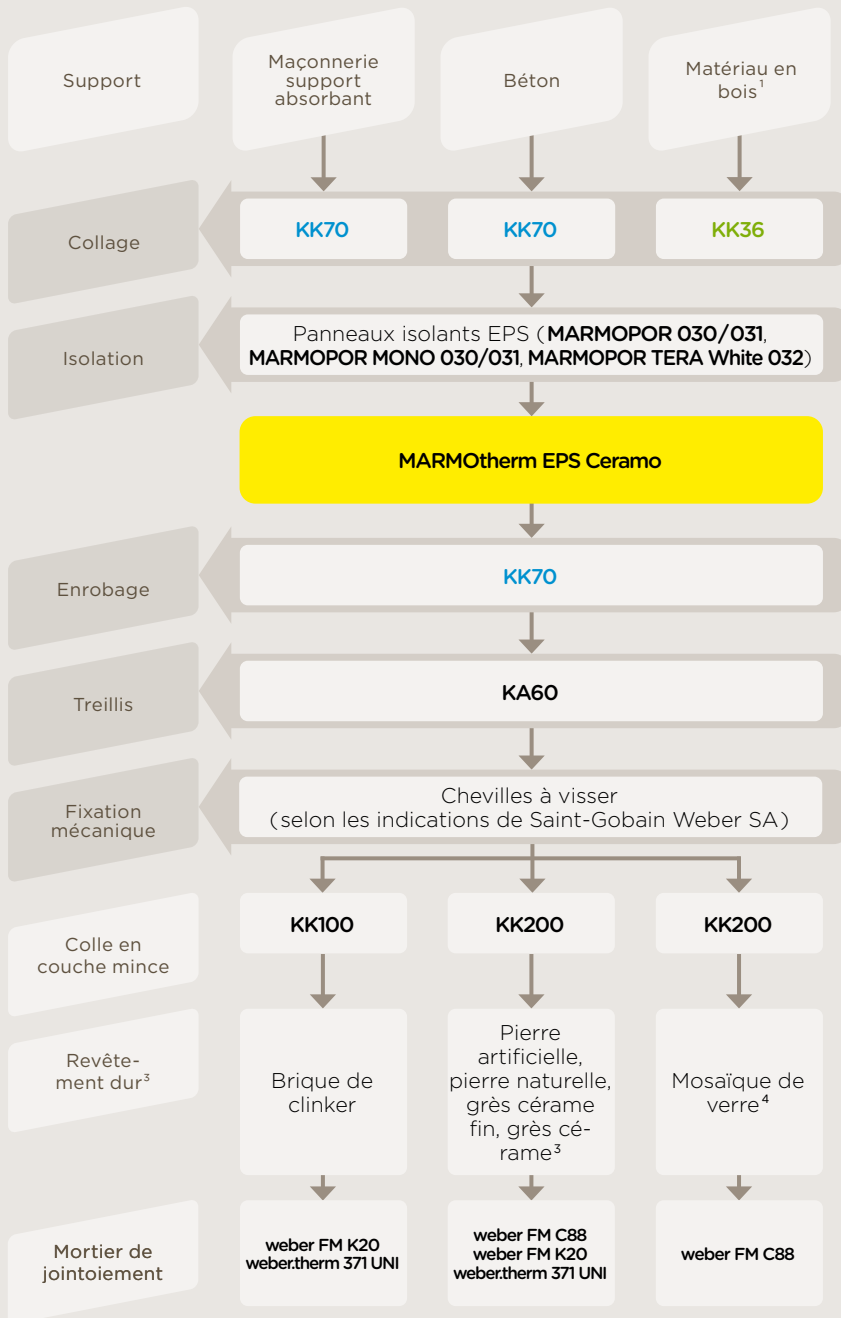 Support
Maçonnerie
support
absorbant
Béton
Matériau en
bois¹
Collage
KK70
KK70
KK36
Isolation
Panneaux isolants EPS (MARMOPOR 030/031,
MARMOPOR MONO 030/031, MARMOPOR TERA White 032)
MARMOtherm EPS Ceramo
Enrobage
KK70
Treillis
KA60
Fixation
mécanique
Chevilles à visser
(selon les indications de Saint-Gobain Weber SA)
Colle en
couche mince
KK100
KK200
KK200
Revête-
ment dur³
Brique de
clinker
Pierre
artificielle,
pierre naturelle,
grès cérame
fin, grès cé-
rame³
Mosaïque de
verre⁴
Mortier de
jointoiement
weber FM K20
weber.therm 371 UNI
weber FM C88
weber FM K20
weber.therm 371 UNI
weber FM C88